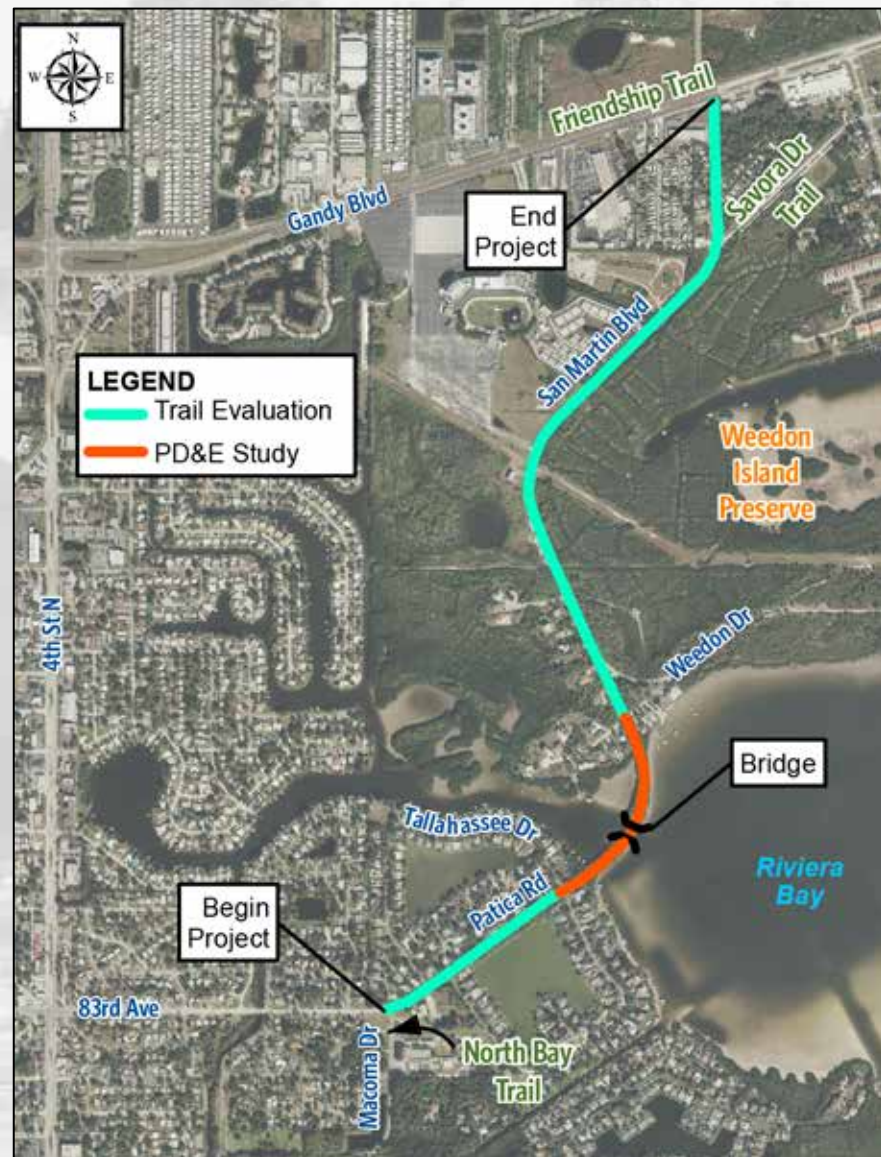 N
W E
S
Friendship Trail
Gandy Blvd
Savora Dr
Trail
End
Project
San Martin Blvd
LEGEND
Trail Evaluation
PD&E Study
Weedon
Island
Preserve
4th St N
Weedon Dr
Bridge
Tallahassee Dr
Riviera
Bay
Patica Rd
Begin
Project
83rd Ave
Macoma Dr
North Bay
Trail